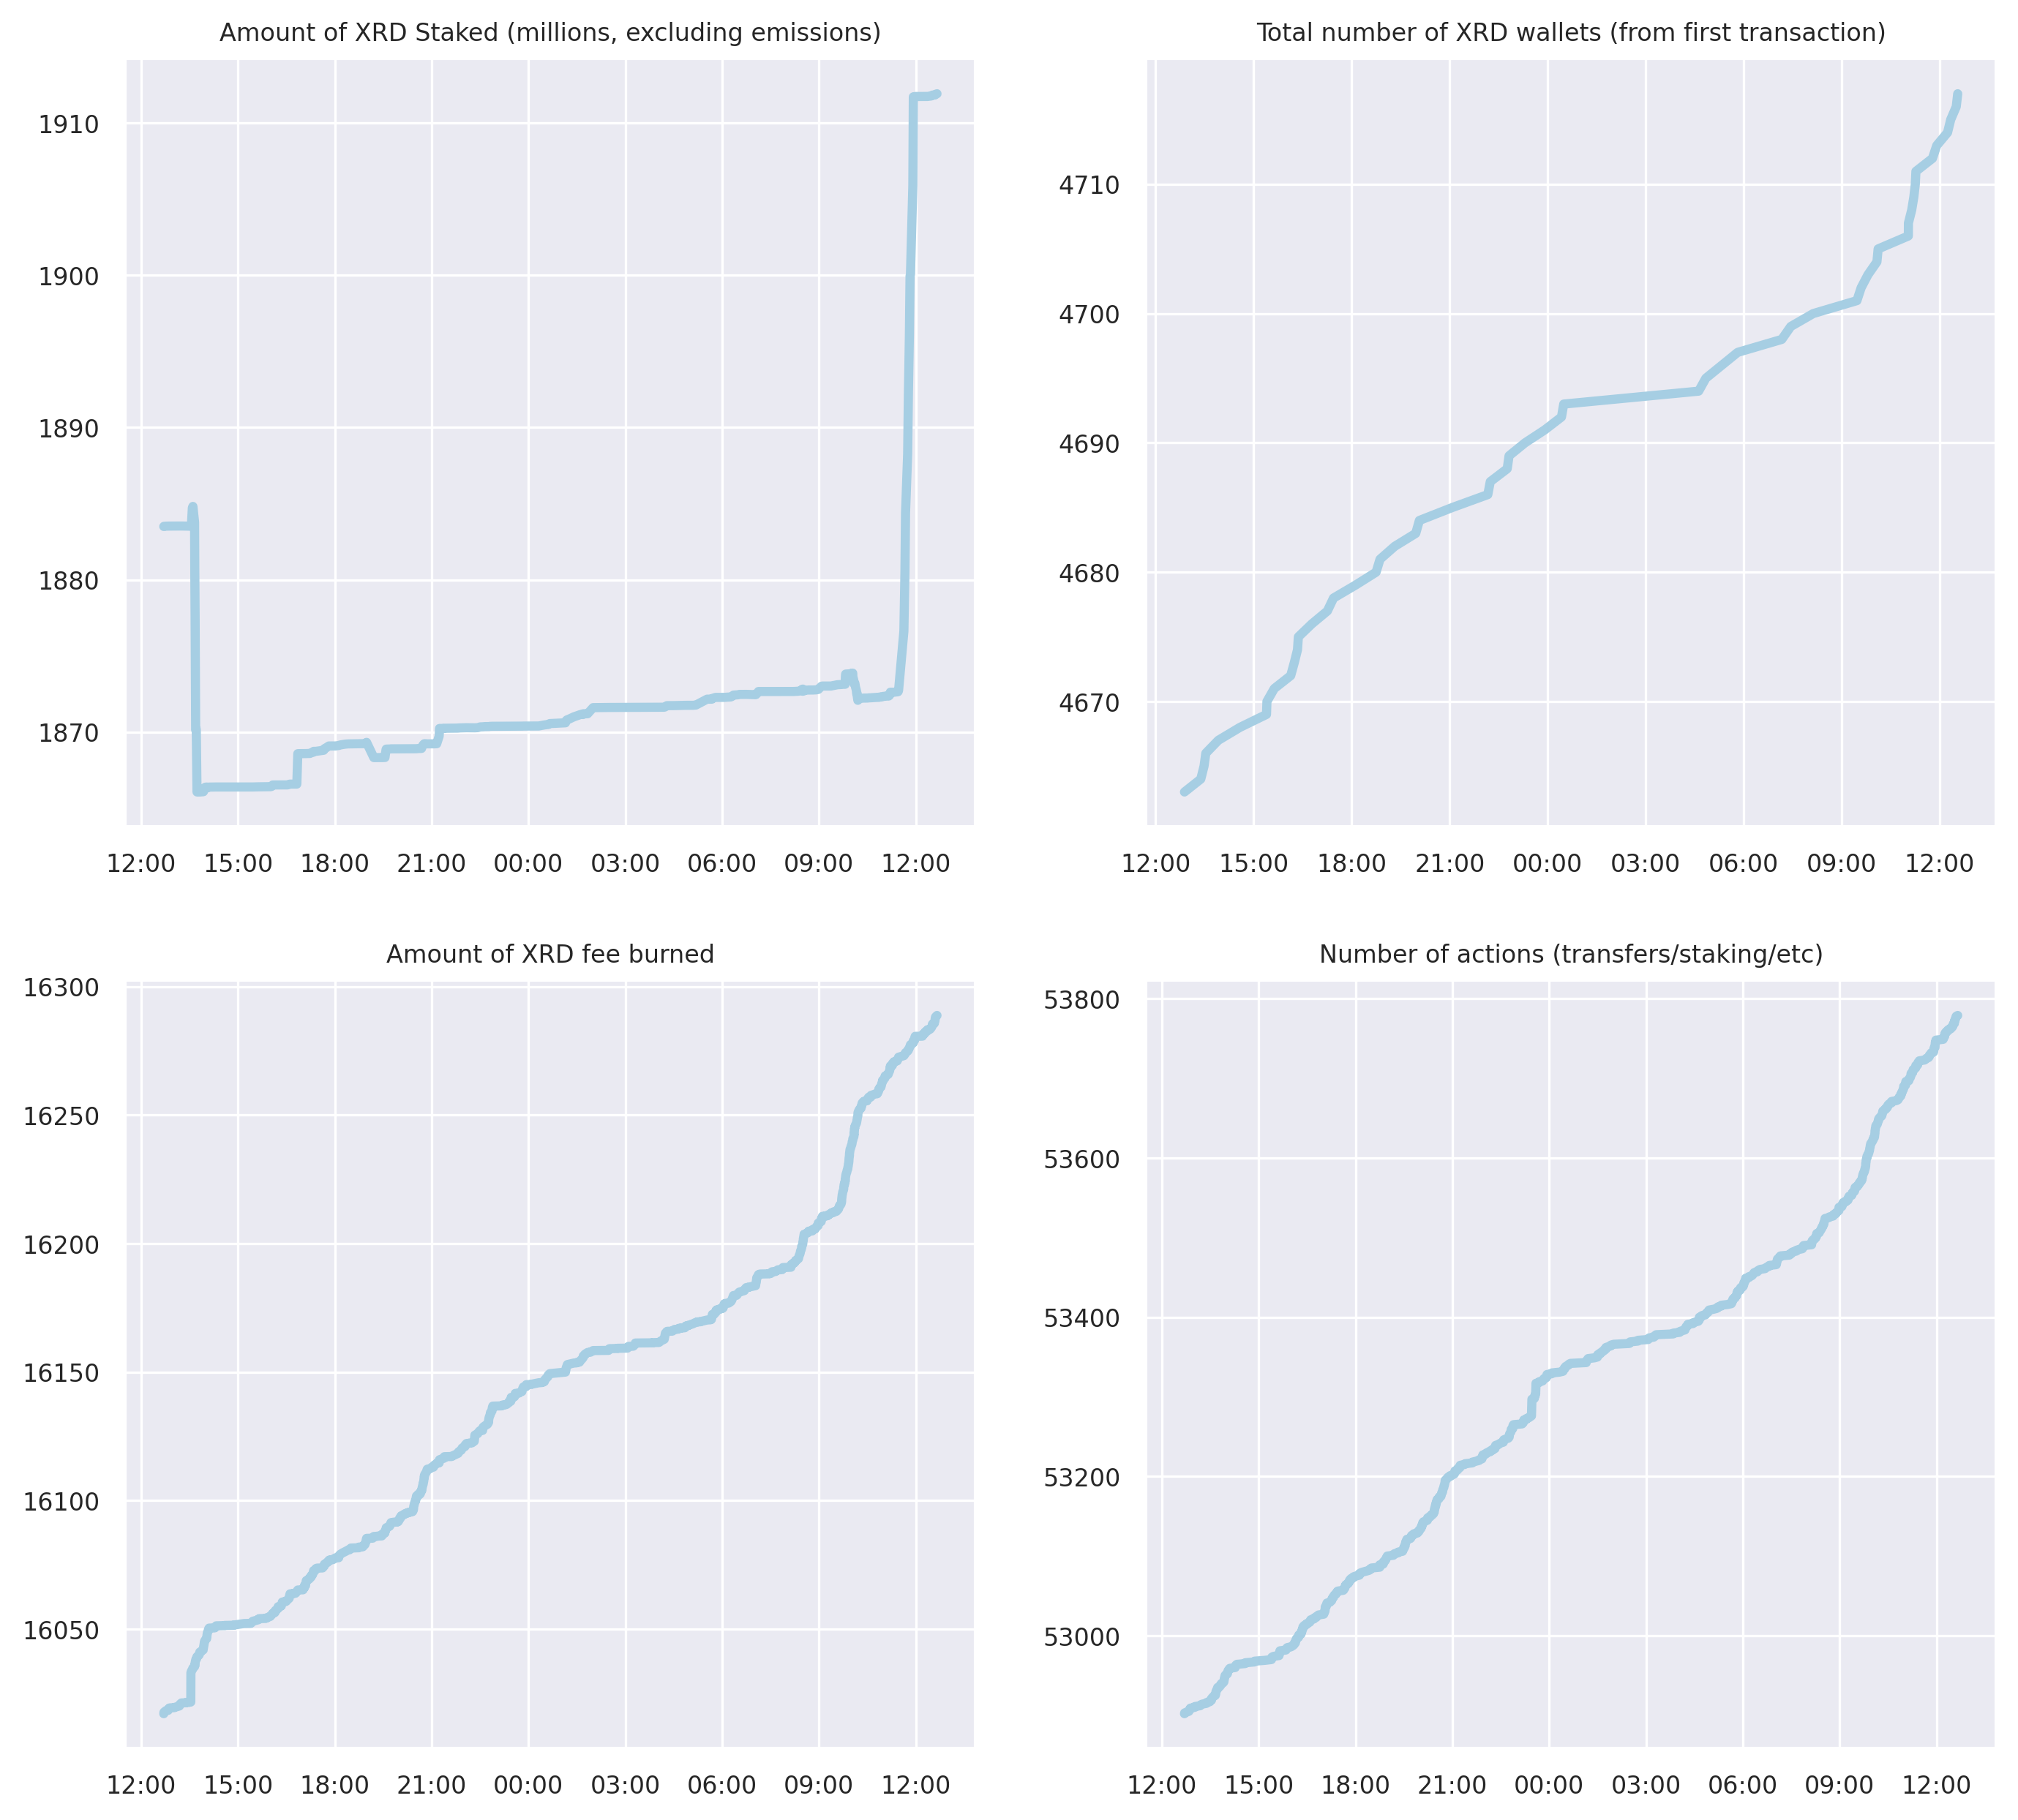 Amount of XRD Staked (millions, excluding emissions)
1910
1900
1890
1880
1870
12:00 15:00 18:00 21:00 00:00 03:00 06:00 09:00 12:00
Total number of XRD wallets (from first transaction)
4710
4700
4690
4680
4670
12:00 15:00 18:00 21:00 00:00 03:00 06:00 09:00 12:00
Amount of XRD fee burned
16300
16250
16200
16150
16100
16050
12:00 15:00 18:00 21:00 00:00 03:00 06:00 09:00 12:00
Number of actions (transfers/staking/etc)
53800
53600
53400
53200
53000
12:00 15:00 18:00 21:00 00:00 03:00 06:00 09:00 12:00